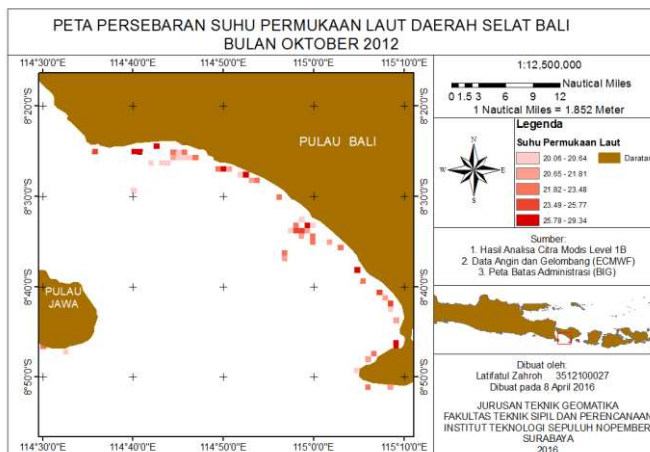 PETA PERSEBARAN SUHU PERMUKAAN LAUT DAERAH SELAT BALI
BULAN OKTOBER 2012
114°30'0"E 114°40'0"E 114°50'0"E 115°0'0"E 115°10'0"E
8°20'0"S 8°20'0"S
8°30'0"S 8°30'0"S
8°40'0"S 8°40'0"S
8°50'0"S 8°50'0"S
PULAU BALI
PULAU
JAWA
114°30'0"E 114°40'0"E 114°50'0"E 115°0'0"E 115°10'0"E
1:12,500,000
Nautical Miles
0 1.5 3 6 9 12
1 Nautical Miles = 1.852 Meter
N
W E
S
Legenda
Suhu Permukaan Laut
20.06 - 20.64
20.65 - 21.81
21.82 - 23.48
23.49 - 25.77
25.78 - 29.34
Daratan
Sumber:
1. Hasil Analisa Citra Modis Level 1B
2. Data Angin dan Gelombang (ECMWF)
3. Peta Batas Administrasi (BIG)
Dibuat oleh:
Latifatul Zahroh 3512100027
Dibuat pada 8 April 2016
JURUSAN TEKNIK GEOMATIKA
FAKULTAS TEKNIK SIPIL DAN PERENCANAAN
INSTITUT TEKNOLOGI SEPULUH NOPEMBER
SURABAYA
2016